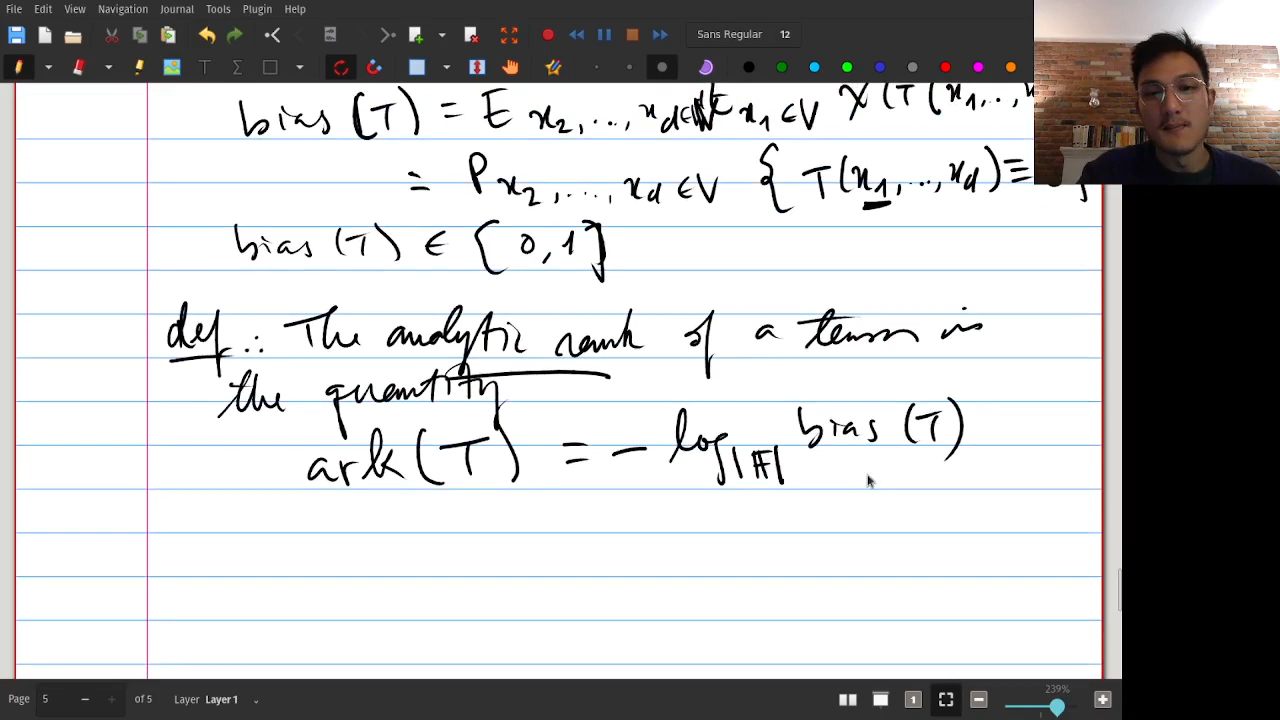 File Edit View Navigation Journal Tools Plugin Help
Sans Regular 12
bias (T) = E x2, ..., xd E x1 ∈ V χ(T(x1, ...,
= P x2, ..., xd ∈ V { T(x1, ..., xd) ≡
bias (T) ∈ [0, 1]
def.: The analytic rank of a tensor is
the quantity
ark(T) = - log|𝔽| bias (T)
Page 5 of 5 Layer Layer 1 239%